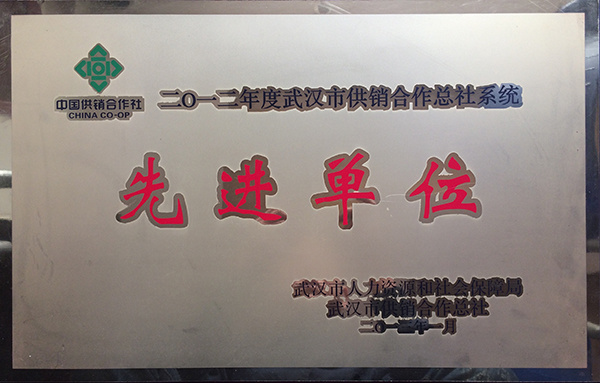 中国供销合作社
CHINA CO-OP
二〇一二年度武汉市供销合作总社系统
先进单位
武汉市人力资源和社会保障局
武汉市供销合作总社
二〇一三年一月